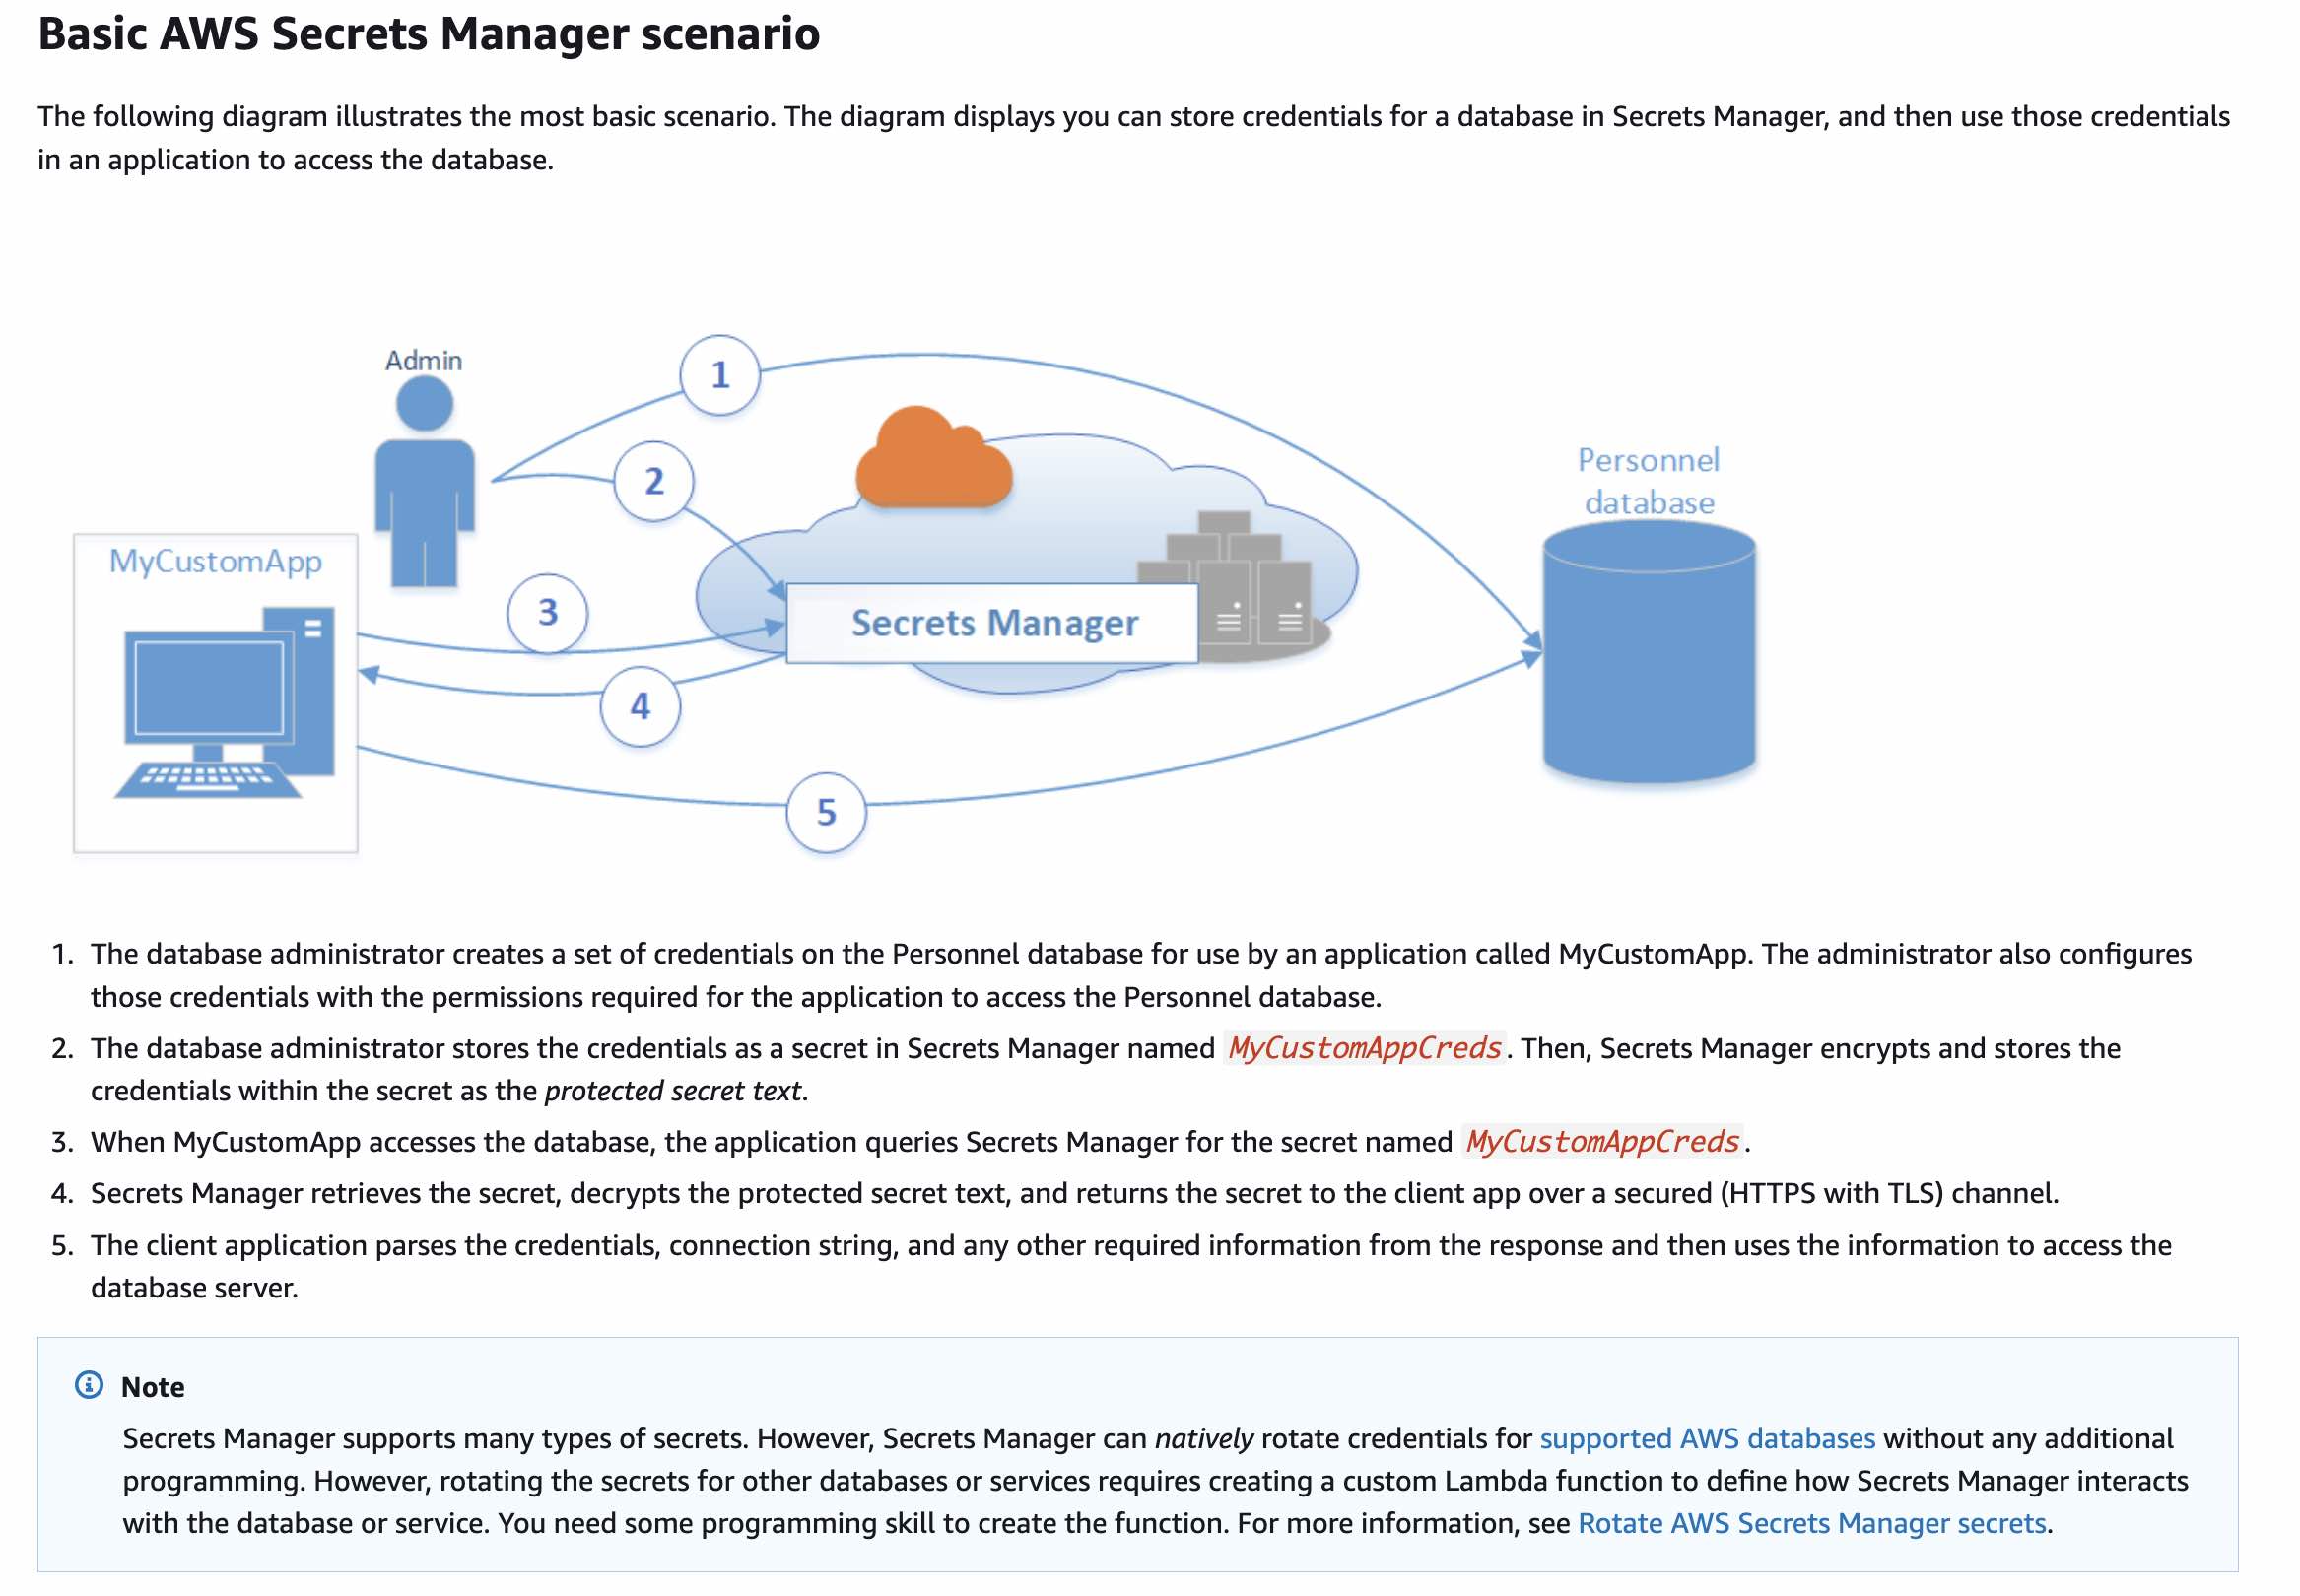 Basic AWS Secrets Manager scenario
The following diagram illustrates the most basic scenario. The diagram displays you can store credentials for a database in Secrets Manager, and then use those credentials
in an application to access the database.
Admin
1
2
Personnel
database
MyCustomApp
3
Secrets Manager
4
5
1. The database administrator creates a set of credentials on the Personnel database for use by an application called MyCustomApp. The administrator also configures
those credentials with the permissions required for the application to access the Personnel database.
2. The database administrator stores the credentials as a secret in Secrets Manager named MyCustomAppCreds. Then, Secrets Manager encrypts and stores the
credentials within the secret as the protected secret text.
3. When MyCustomApp accesses the database, the application queries Secrets Manager for the secret named MyCustomAppCreds.
4. Secrets Manager retrieves the secret, decrypts the protected secret text, and returns the secret to the client app over a secured (HTTPS with TLS) channel.
5. The client application parses the credentials, connection string, and any other required information from the response and then uses the information to access the
database server.
Note
Secrets Manager supports many types of secrets. However, Secrets Manager can natively rotate credentials for supported AWS databases without any additional
programming. However, rotating the secrets for other databases or services requires creating a custom Lambda function to define how Secrets Manager interacts
with the database or service. You need some programming skill to create the function. For more information, see Rotate AWS Secrets Manager secrets.